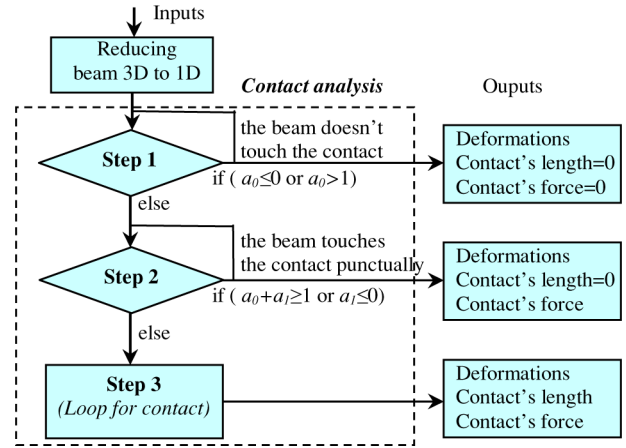 Inputs
Reducing
beam 3D to 1D
Contact analysis
Ouputs
the beam doesn't
touch the contact
Step 1
if ( a₀≤0 or a₀>1)
Deformations
Contact's length=0
Contact's force=0
else
the beam touches
the contact punctually
Step 2
if ( a₀+a₁≥1 or a₁≤0)
Deformations
Contact's length=0
Contact's force
else
Step 3
(Loop for contact)
Deformations
Contact's length
Contact's force